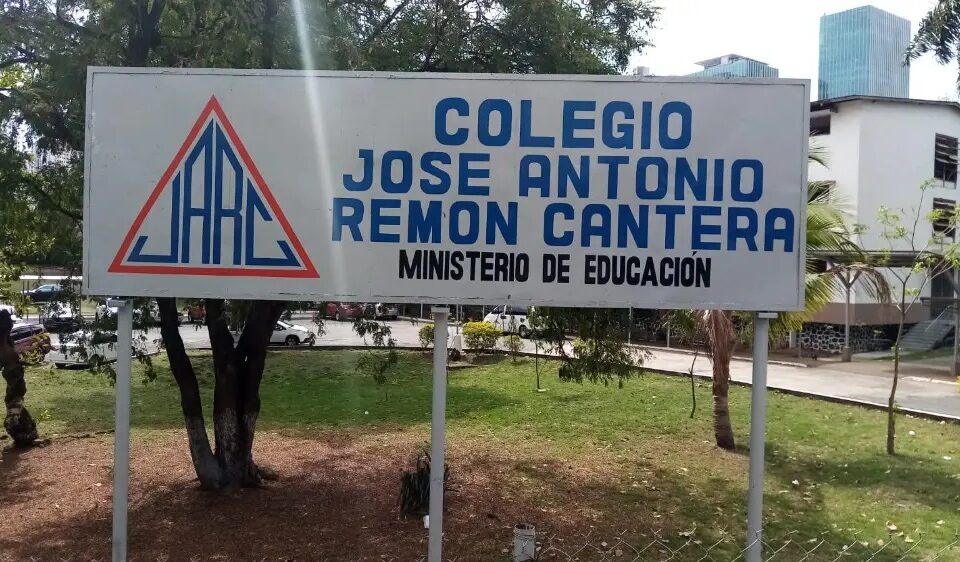 JARC
COLEGIO
JOSE ANTONIO
REMON CANTERA
MINISTERIO DE EDUCACIÓN